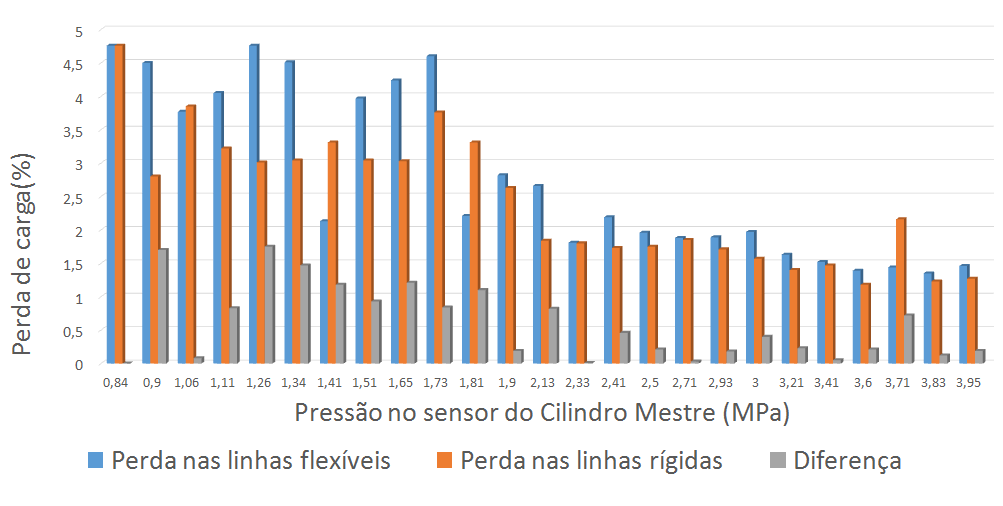 5
4,5
4
3,5
3
2,5
2
1,5
1
0,5
0
Perda de carga(%)
0,84 0,9 1,06 1,11 1,26 1,34 1,41 1,51 1,65 1,73 1,81 1,9 2,13 2,33 2,41 2,5 2,71 2,93 3 3,21 3,41 3,6 3,71 3,83 3,95
Pressão no sensor do Cilindro Mestre (MPa)
Perda nas linhas flexíveis Perda nas linhas rígidas Diferença